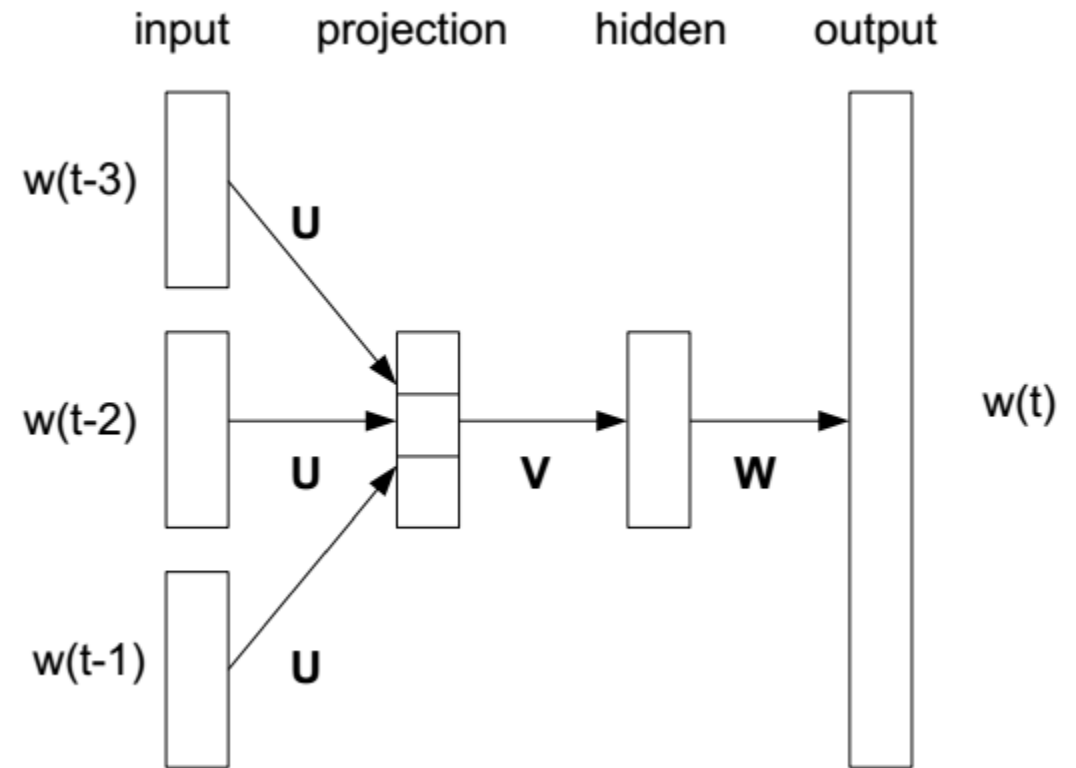 input projection hidden output
w(t-3)
U
w(t)
w(t-2)
U V W
w(t-1)
U